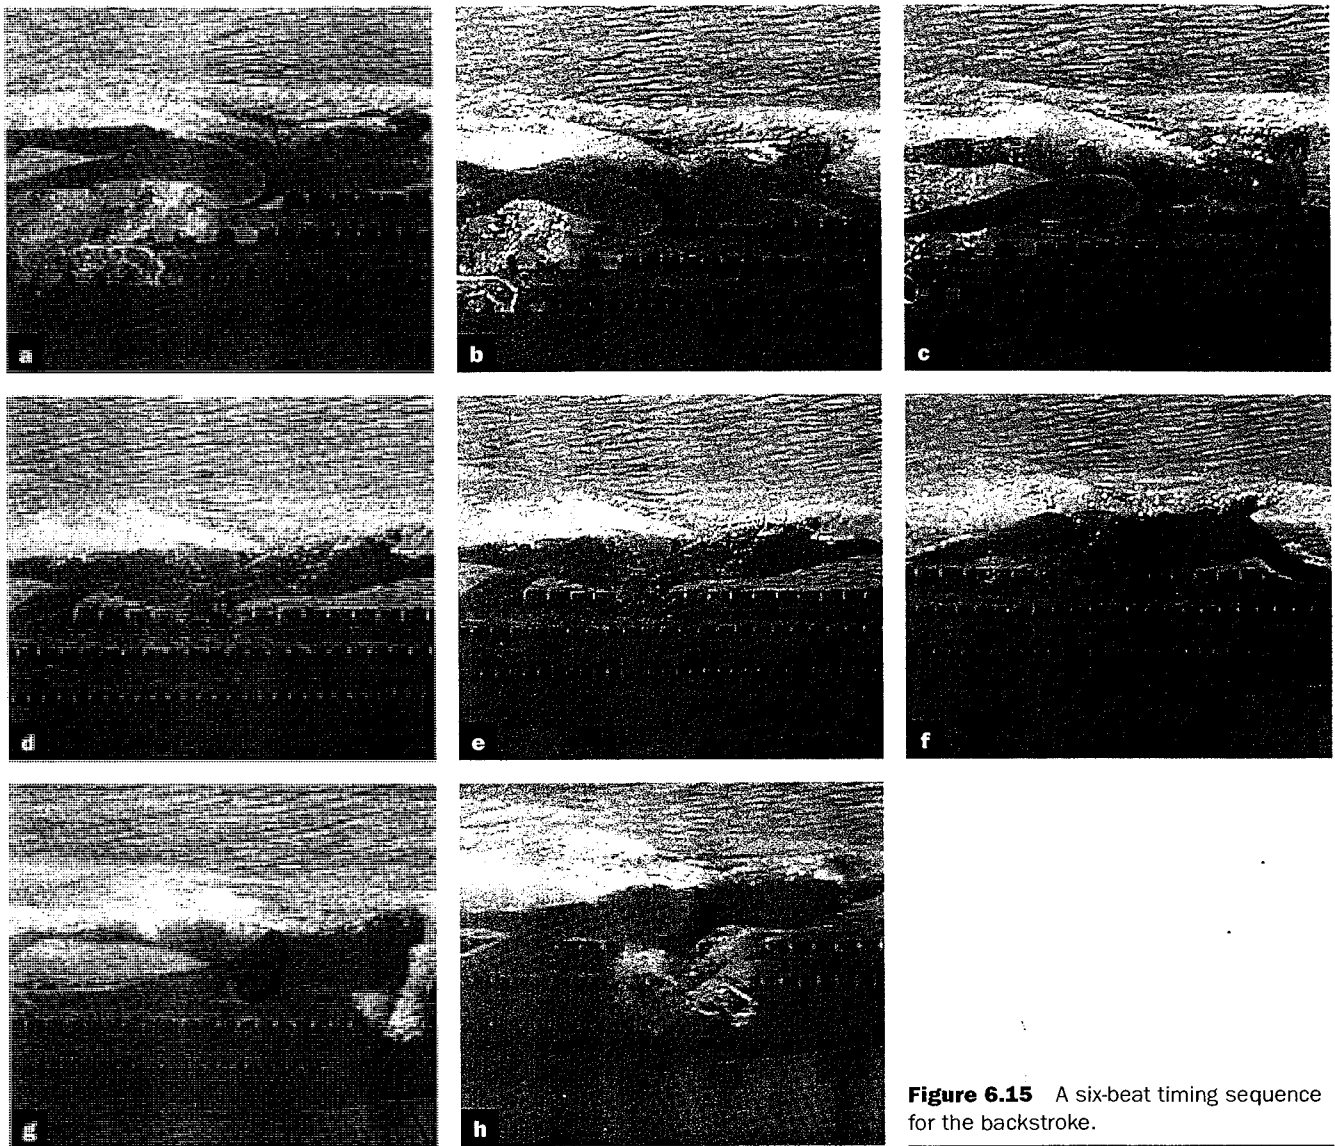 a
b
c
d
e
f
g
h
Figure 6.15 A six-beat timing sequence
for the backstroke.